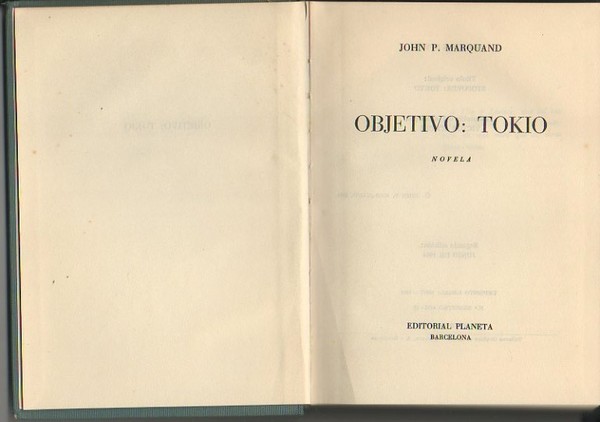 JOHN P. MARQUAND
OBJETIVO: TOKIO
NOVELA
EDITORIAL PLANETA
BARCELONA